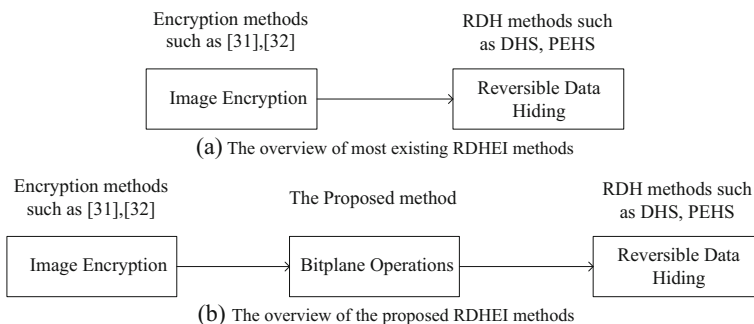 Encryption methods
such as [31],[32]
RDH methods such
as DHS, PEHS
Image Encryption
Reversible Data
Hiding
(a) The overview of most existing RDHEI methods
Encryption methods
such as [31],[32]
The Proposed method
RDH methods such
as DHS, PEHS
Image Encryption
Bitplane Operations
Reversible Data
Hiding
(b) The overview of the proposed RDHEI methods